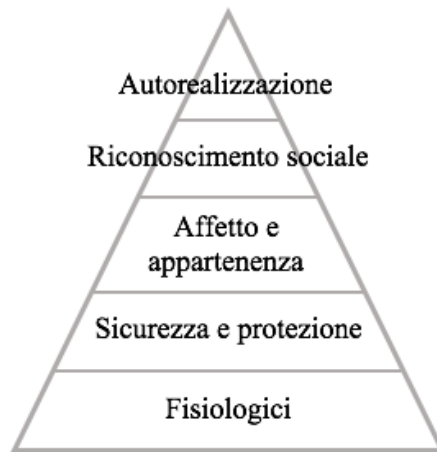 Autorealizzazione
Riconoscimento sociale
Affetto e
appartenenza
Sicurezza e protezione
Fisiologici